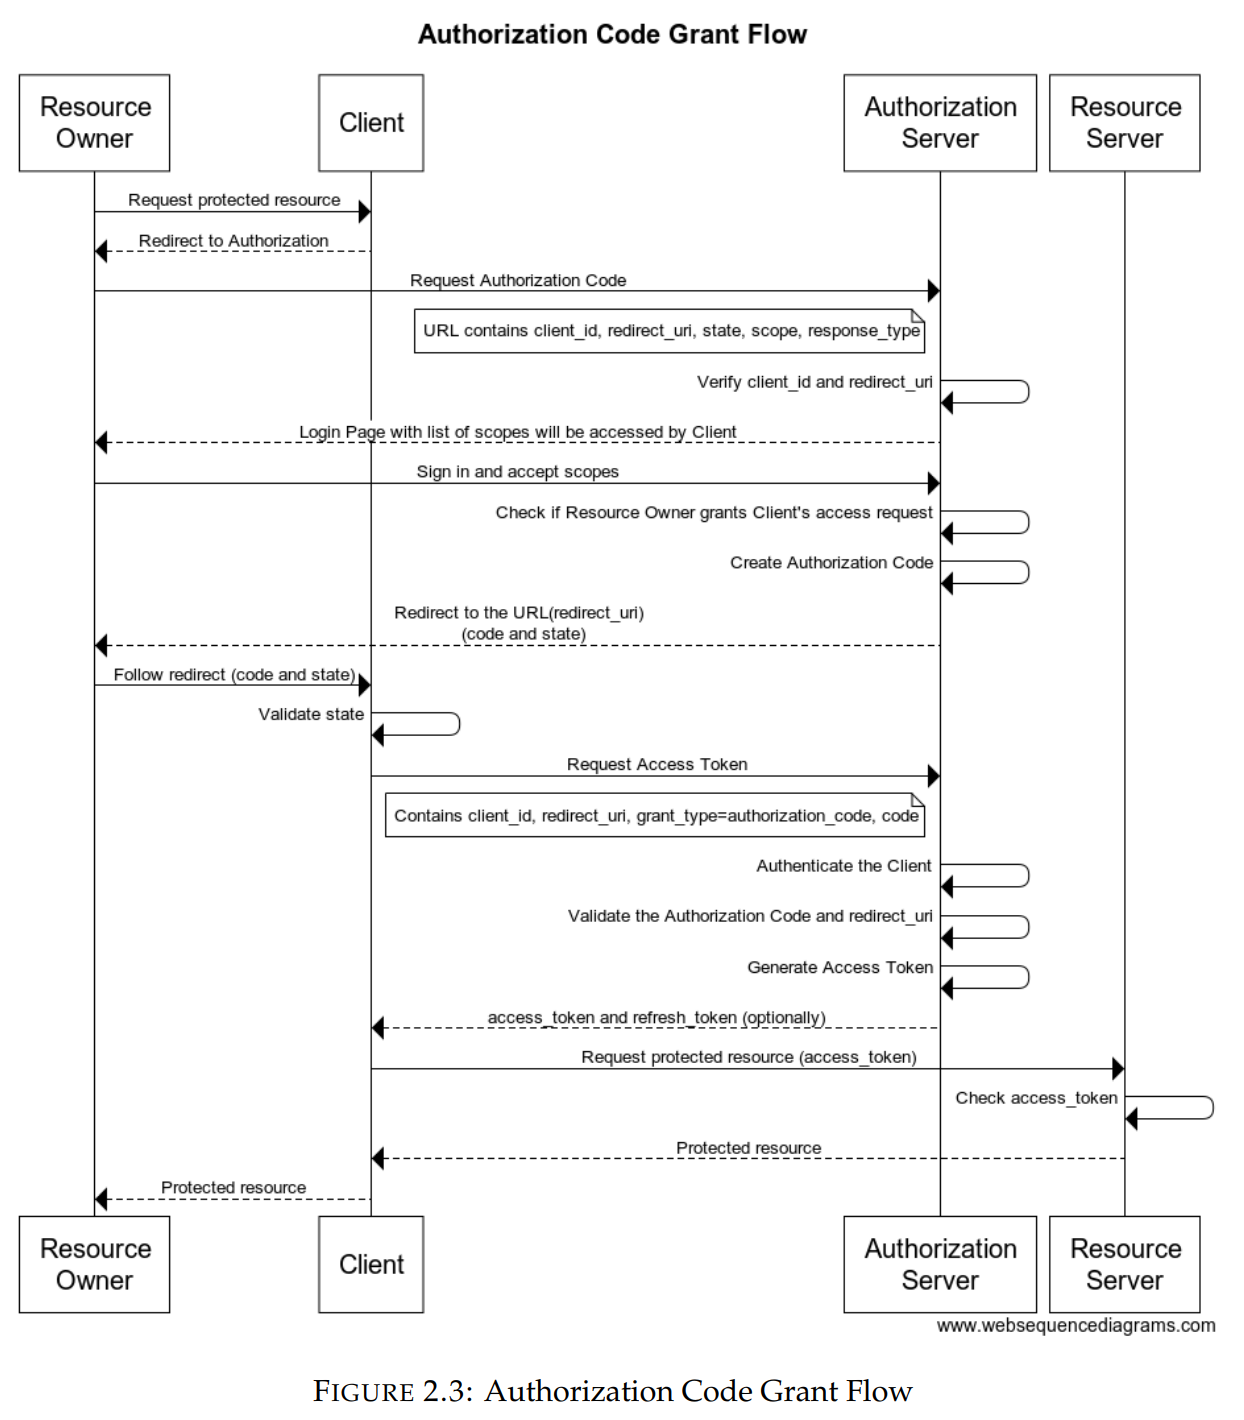 Authorization Code Grant Flow
Resource
Owner
Client
Authorization
Server
Resource
Server
Request protected resource
Redirect to Authorization
Request Authorization Code
URL contains client_id, redirect_uri, state, scope, response_type
Verify client_id and redirect_uri
Login Page with list of scopes will be accessed by Client
Sign in and accept scopes
Check if Resource Owner grants Client's access request
Create Authorization Code
Redirect to the URL(redirect_uri)
(code and state)
Follow redirect (code and state)
Validate state
Request Access Token
Contains client_id, redirect_uri, grant_type=authorization_code, code
Authenticate the Client
Validate the Authorization Code and redirect_uri
Generate Access Token
access_token and refresh_token (optionally)
Request protected resource (access_token)
Check access_token
Protected resource
Protected resource
Resource
Owner
Client
Authorization
Server
Resource
Server
www.websequencediagrams.com
FIGURE 2.3: Authorization Code Grant Flow